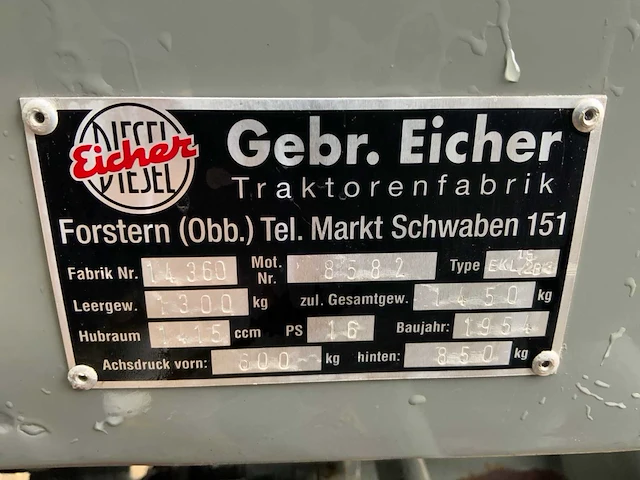 DIESEL
Eicher
DIESEL
Gebr. Eicher
Traktorenfabrik
Forstern (Obb.) Tel. Markt Schwaben 151
Fabrik Nr. 14360 Mot. Nr. 8582 Type EKL
Leergew. 1300 kg zul. Gesamtgew. 1450 kg
Hubraum 1415 ccm PS 16 Baujahr: 1954
Achsdruck vorn: 600 kg hinten: 850 kg